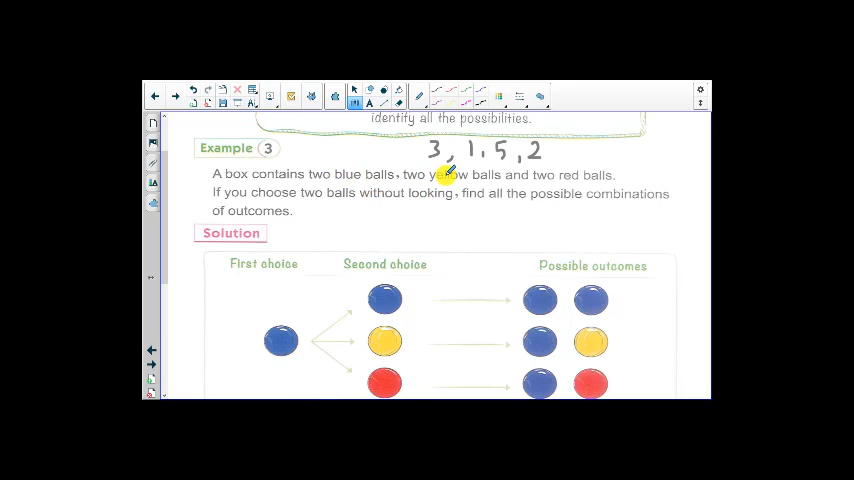 identify all the possibilities.
Example 3
3, 1, 5, 2
A box contains two blue balls, two yellow balls and two red balls.
If you choose two balls without looking, find all the possible combinations
of outcomes.
Solution
First choice Second choice Possible outcomes